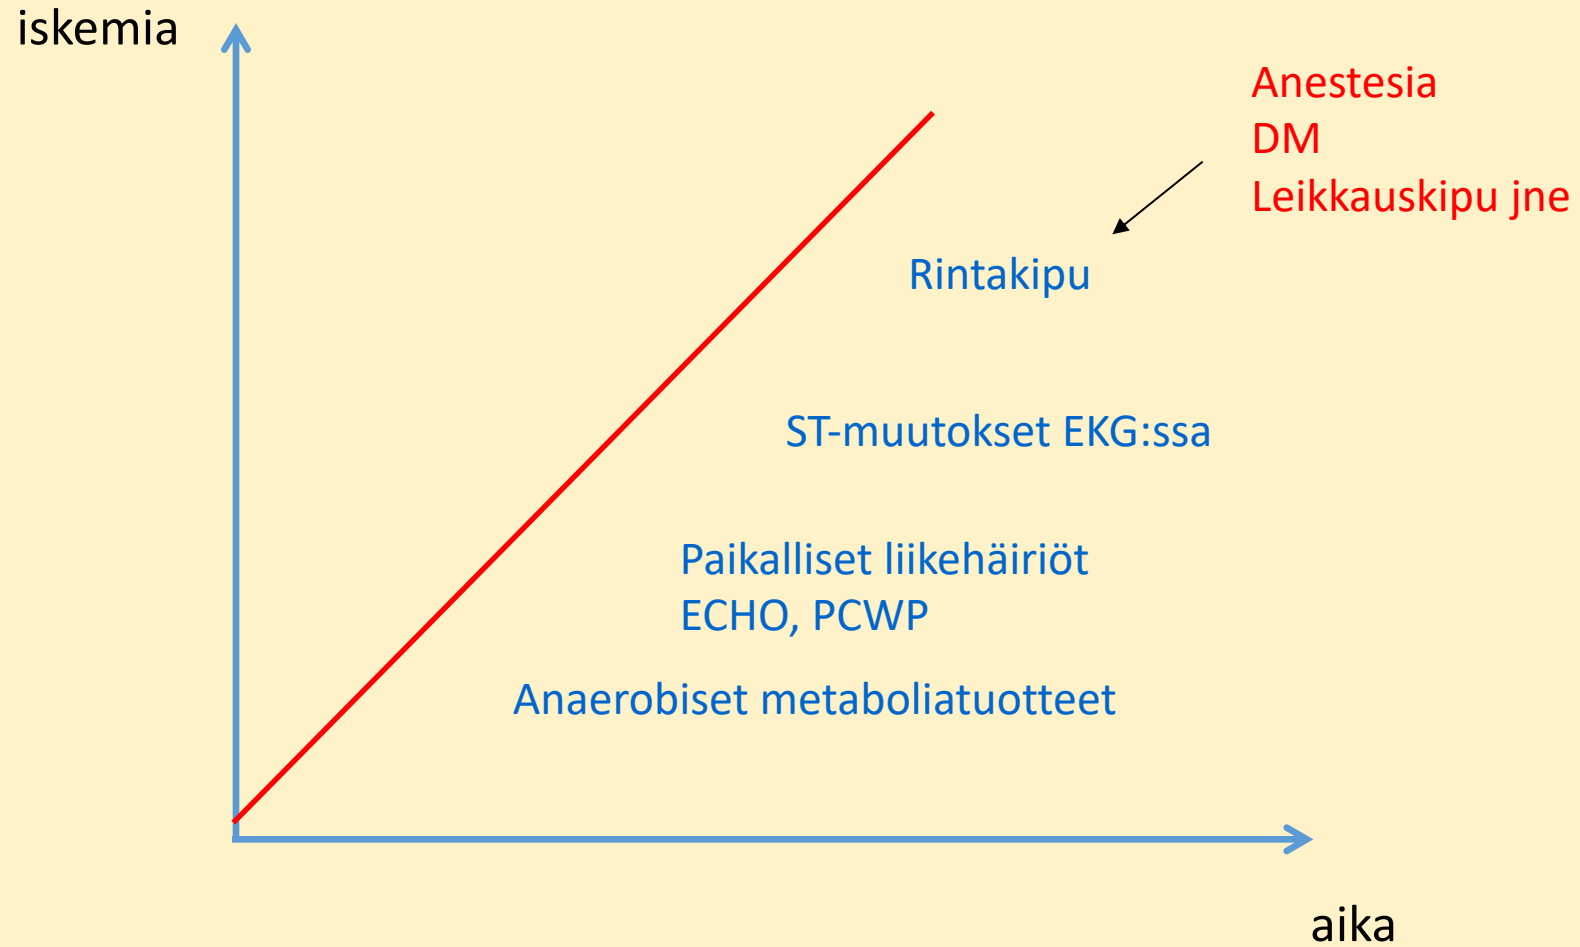 iskemia
Anestesia
DM
Leikkauskipu jne
Rintakipu
ST-muutokset EKG:ssa
Paikalliset liikehäiriöt
ECHO, PCWP
Anaerobiset metaboliatuotteet
aika